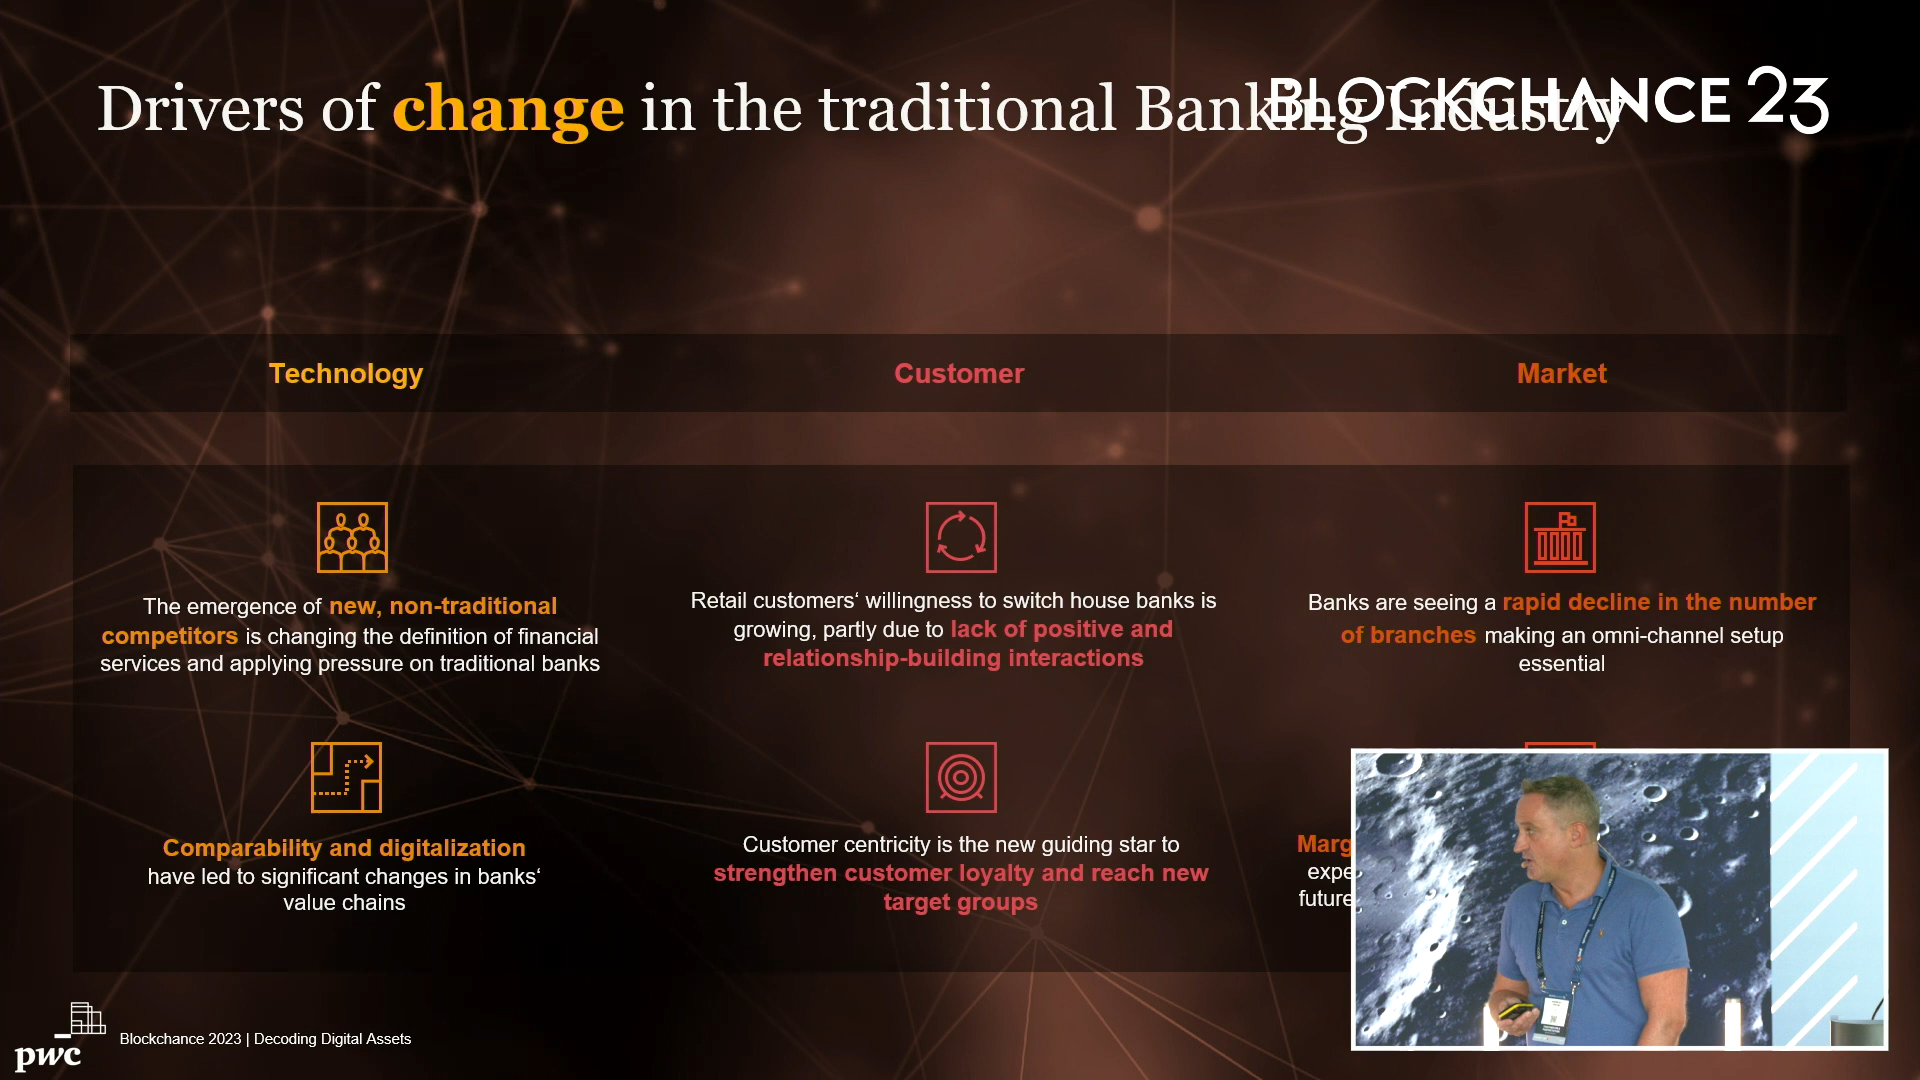 Drivers of change in the traditional Banking Industry
BLOCKCHANCE 23
Technology
Customer
Market
The emergence of new, non-traditional
competitors is changing the definition of financial
services and applying pressure on traditional banks
Retail customers‘ willingness to switch house banks is
growing, partly due to lack of positive and
relationship-building interactions
Banks are seeing a rapid decline in the number
of branches making an omni-channel setup
essential
Comparability and digitalization
have led to significant changes in banks‘
value chains
Customer centricity is the new guiding star to
strengthen customer loyalty and reach new
target groups
future
pwc
Blockchance 2023 | Decoding Digital Assets